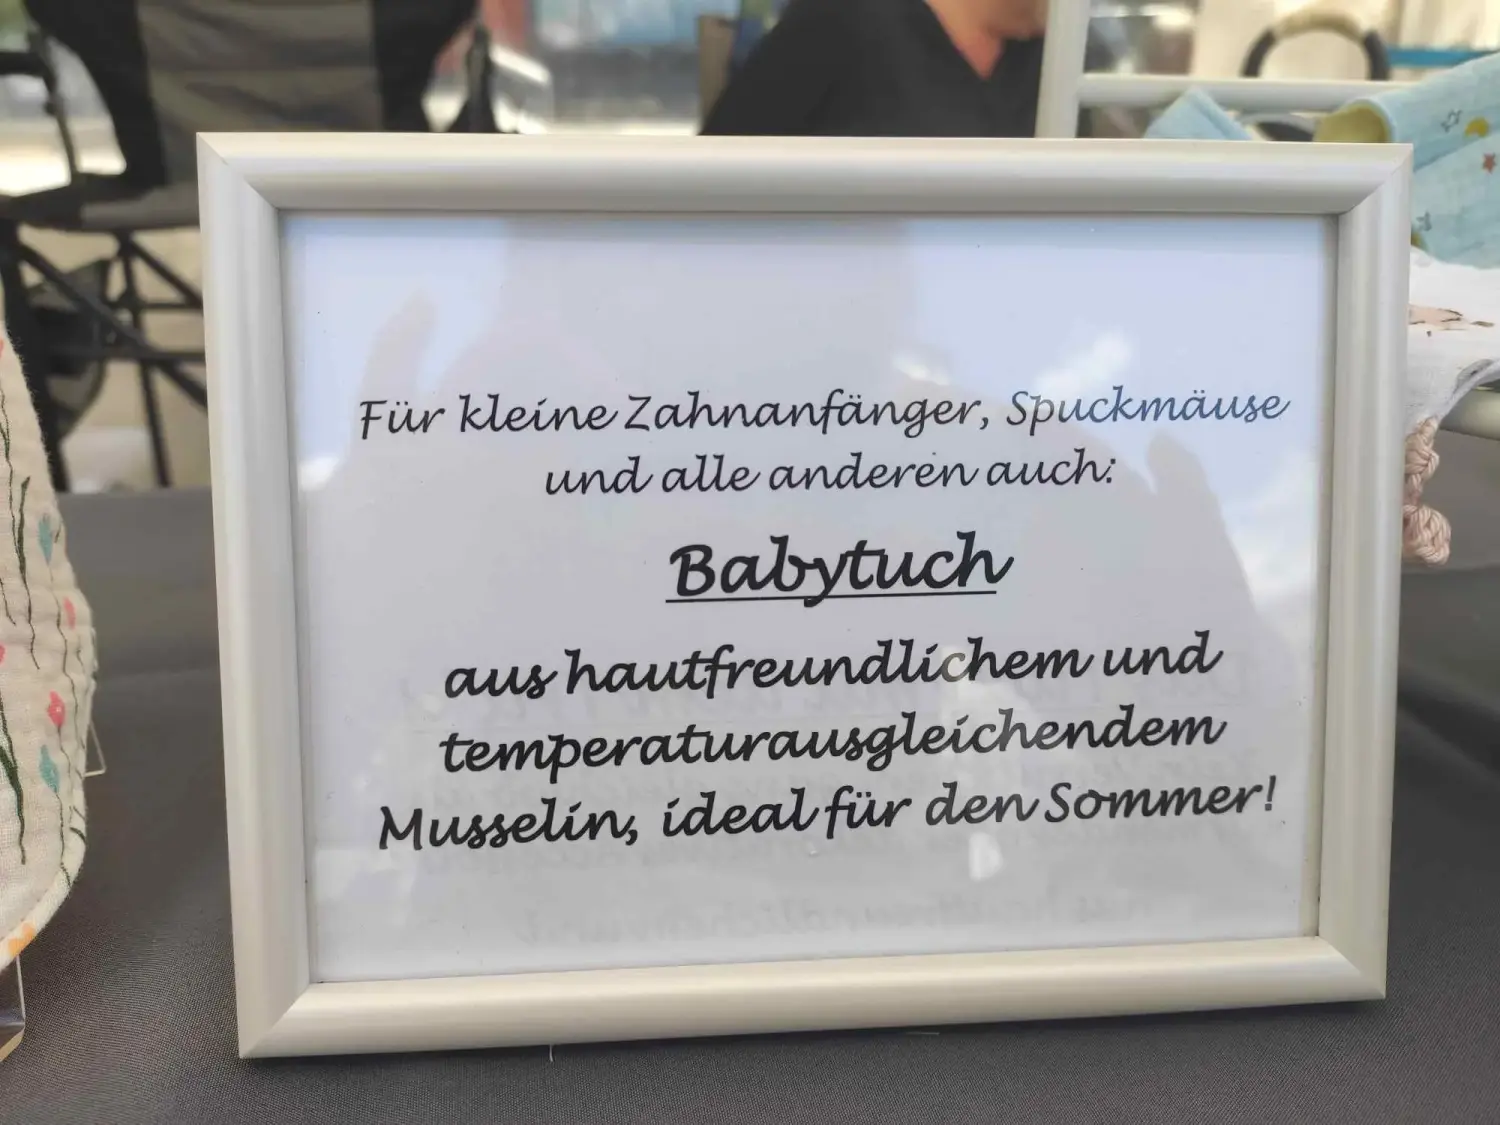 Für kleine Zahnanfänger, Spuckmäuse
und alle anderen auch:
Babytuch
aus hautfreundlichem und
temperaturausgleichendem
Musselin, ideal für den Sommer!